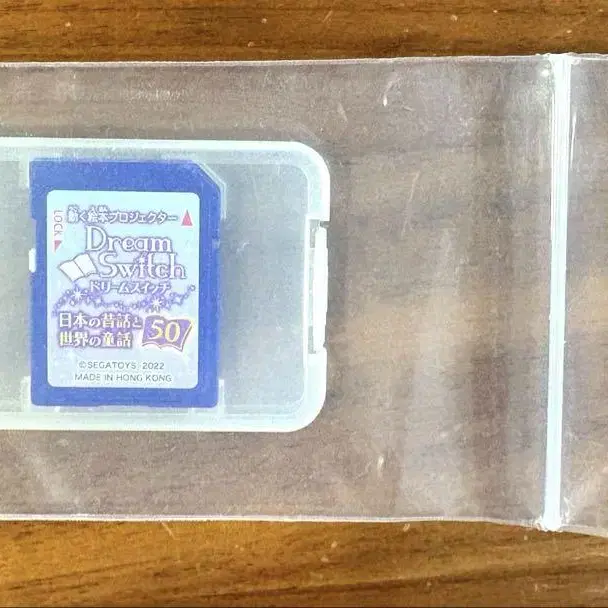 動く絵本プロジェクター
LOCK
Dream
Switch
ドリームスイッチ
日本の昔話と
世界の童話
50
©SEGATOYS 2022
MADE IN HONG KONG